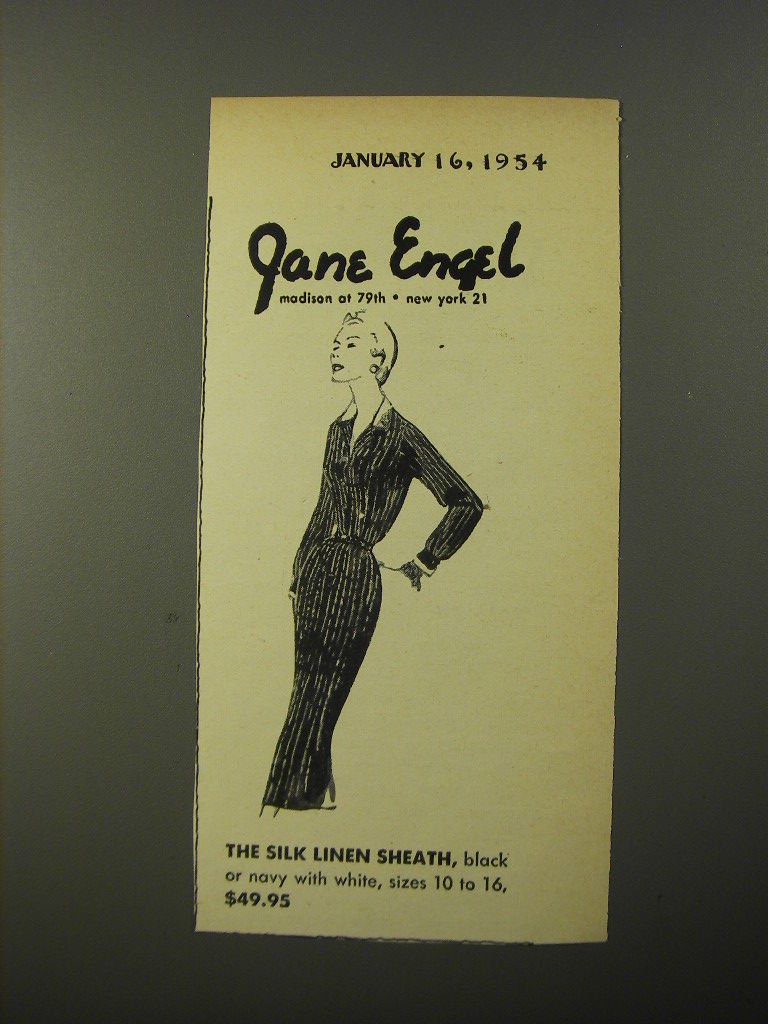 JANUARY 16, 1954
Jane Engel
madison at 79th • new york 21
THE SILK LINEN SHEATH, black
or navy with white, sizes 10 to 16,
$49.95